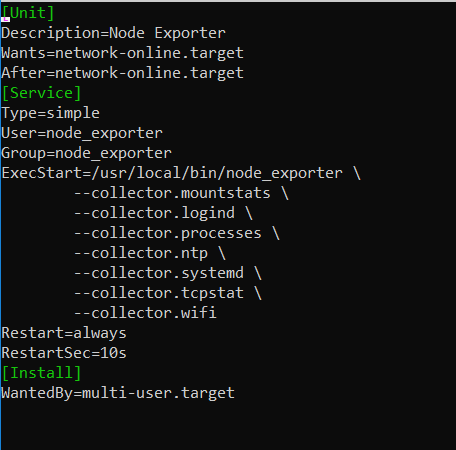 [Unit]
Description=Node Exporter
Wants=network-online.target
After=network-online.target
[Service]
Type=simple
User=node_exporter
Group=node_exporter
ExecStart=/usr/local/bin/node_exporter \
        --collector.mountstats \
        --collector.logind \
        --collector.processes \
        --collector.ntp \
        --collector.systemd \
        --collector.tcpstat \
        --collector.wifi
Restart=always
RestartSec=10s
[Install]
WantedBy=multi-user.target